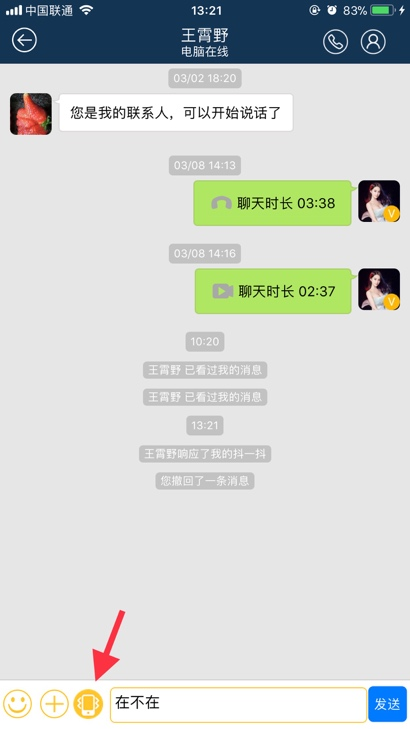 中国联通 13:21 83%
王霄野
电脑在线
03/02 18:20
您是我的联系人，可以开始说话了
03/08 14:13
聊天时长 03:38
V
03/08 14:16
聊天时长 02:37
V
10:20
王霄野 已看过我的消息
王霄野 已看过我的消息
13:21
王霄野响应了我的抖一抖
您撤回了一条消息
在不在
发送